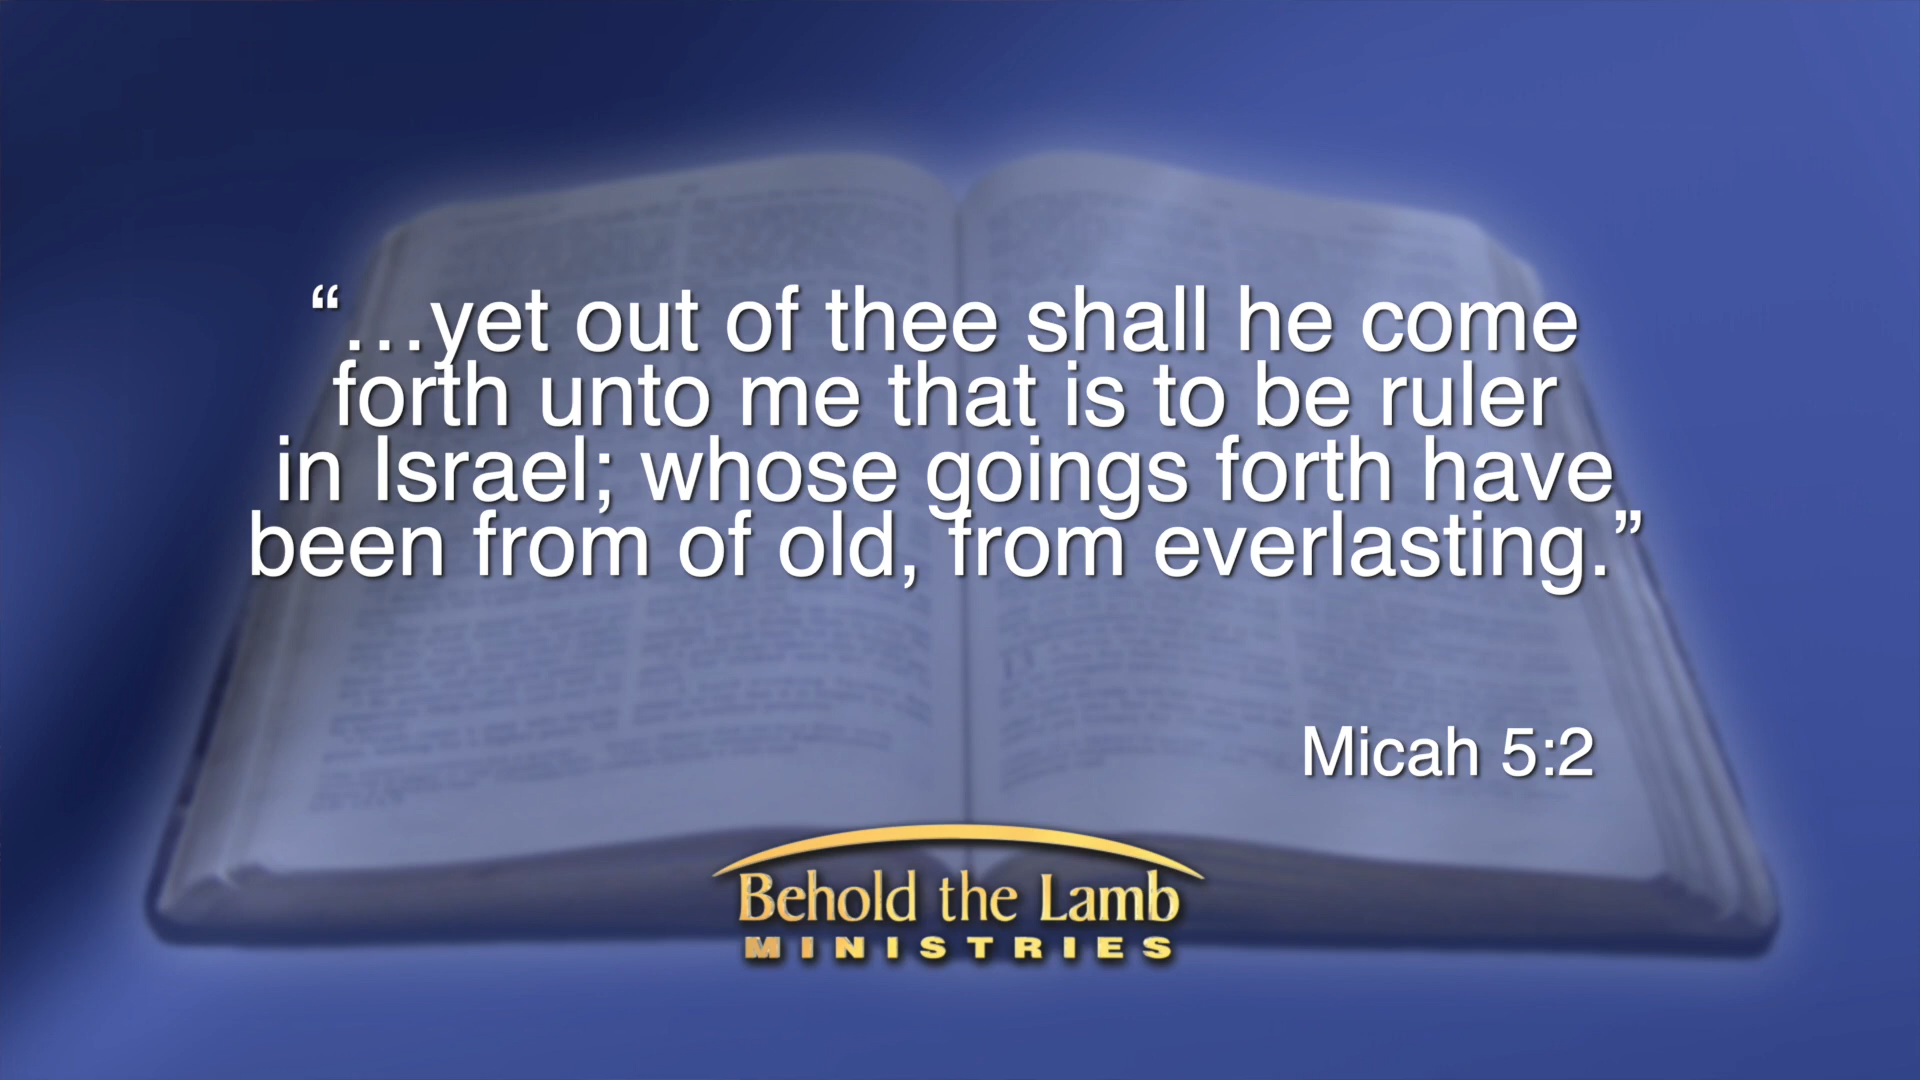 “…yet out of thee shall he come
forth unto me that is to be ruler
in Israel; whose goings forth have
been from of old, from everlasting.”
Micah 5:2
Behold the Lamb
MINISTRIES